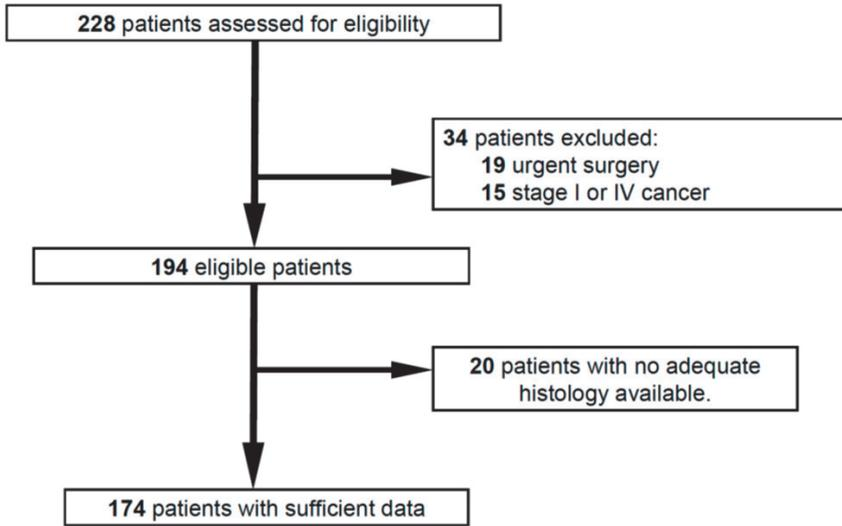 228 patients assessed for eligibility
34 patients excluded:
19 urgent surgery
15 stage I or IV cancer
194 eligible patients
20 patients with no adequate
histology available.
174 patients with sufficient data